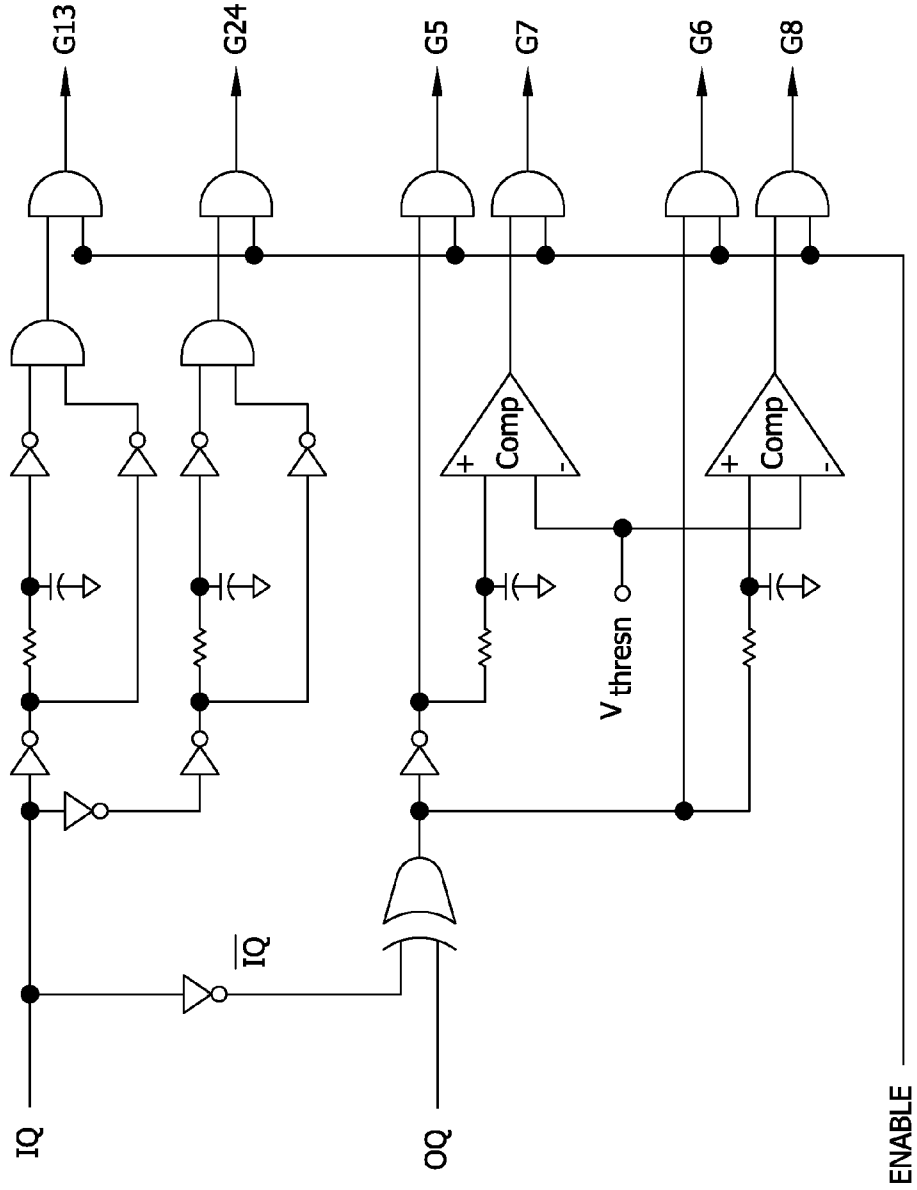 IQ
OQ
ENABLE
IQ
V thresn
+
Comp
-
+
Comp
-
G13
G24
G5
G7
G6
G8